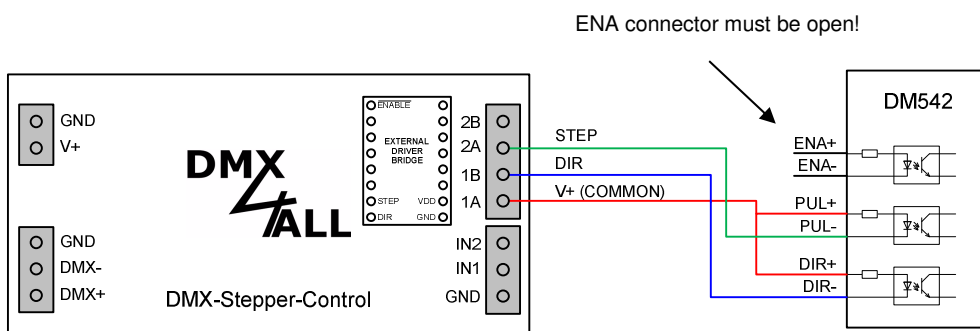 ENA connector must be open!
GND
V+
DMX
4
ALL
GND
DMX-
DMX+
DMX-Stepper-Control
ENABLE
EXTERNAL
DRIVER
BRIDGE
STEP VDD
DIR GND
2B
2A
1B
1A
IN2
IN1
GND
STEP
DIR
V+ (COMMON)
DM542
ENA+
ENA-
PUL+
PUL-
DIR+
DIR-